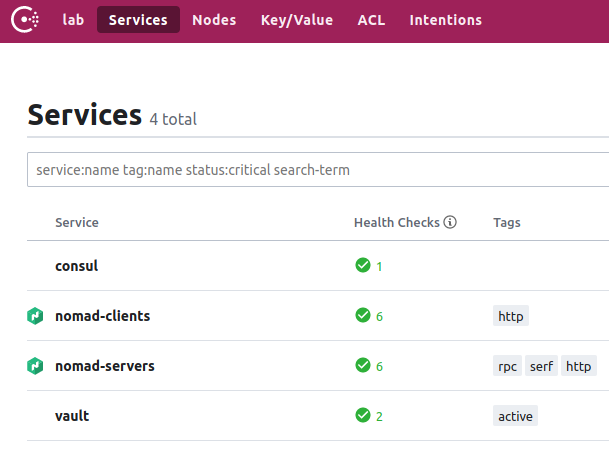 lab Services Nodes Key/Value ACL Intentions
Services 4 total
service:name tag:name status:critical search-term
Service Health Checks Tags
consul 1
nomad-clients 6 http
nomad-servers 6 rpc serf http
vault 2 active